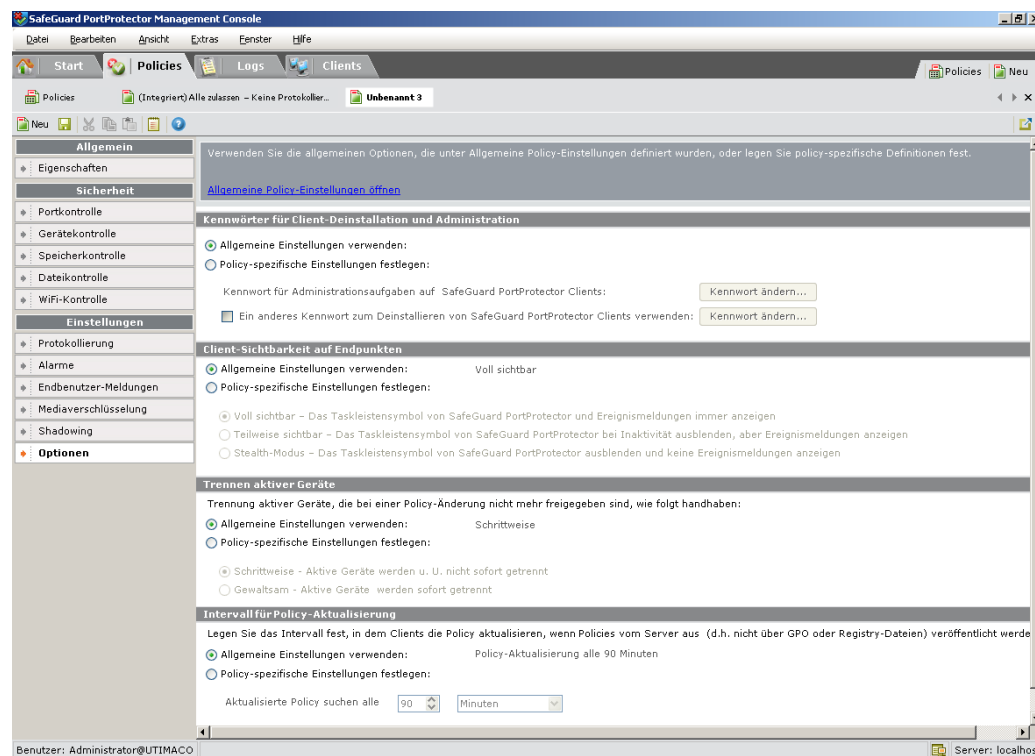 SafeGuard PortProtector Management Console
Datei Bearbeiten Ansicht Extras Fenster Hilfe
Start Policies Logs Clients Policies Neu
Policies (Integriert) Alle zulassen – Keine Protokollier... Unbenannt 3
Neu
Allgemein
Eigenschaften
Sicherheit
Portkontrolle
Gerätekontrolle
Speicherkontrolle
Dateikontrolle
WiFi-Kontrolle
Einstellungen
Protokollierung
Alarme
Endbenutzer-Meldungen
Mediaverschlüsselung
Shadowing
Optionen
Verwenden Sie die allgemeinen Optionen, die unter Allgemeine Policy-Einstellungen definiert wurden, oder legen Sie policy-spezifische Definitionen fest.
Allgemeine Policy-Einstellungen öffnen
Kennwörter für Client-Deinstallation und Administration
Allgemeine Einstellungen verwenden:
Policy-spezifische Einstellungen festlegen:
Kennwort für Administrationsaufgaben auf SafeGuard PortProtector Clients: Kennwort ändern...
Ein anderes Kennwort zum Deinstallieren von SafeGuard PortProtector Clients verwenden: Kennwort ändern...
Client-Sichtbarkeit auf Endpunkten
Allgemeine Einstellungen verwenden: Voll sichtbar
Policy-spezifische Einstellungen festlegen:
Voll sichtbar – Das Taskleistensymbol von SafeGuard PortProtector und Ereignismeldungen immer anzeigen
Teilweise sichtbar – Das Taskleistensymbol von SafeGuard PortProtector bei Inaktivität ausblenden, aber Ereignismeldungen anzeigen
Stealth-Modus – Das Taskleistensymbol von SafeGuard PortProtector ausblenden und keine Ereignismeldungen anzeigen
Trennen aktiver Geräte
Trennung aktiver Geräte, die bei einer Policy-Änderung nicht mehr freigegeben sind, wie folgt handhaben:
Allgemeine Einstellungen verwenden: Schrittweise
Policy-spezifische Einstellungen festlegen:
Schrittweise - Aktive Geräte werden u. U. nicht sofort getrennt
Gewaltsam - Aktive Geräte werden sofort getrennt
Intervall für Policy-Aktualisierung
Legen Sie das Intervall fest, in dem Clients die Policy aktualisieren, wenn Policies vom Server aus (d.h. nicht über GPO oder Registry-Dateien) veröffentlicht werde
Allgemeine Einstellungen verwenden: Policy-Aktualisierung alle 90 Minuten
Policy-spezifische Einstellungen festlegen:
Aktualisierte Policy suchen alle 90 Minuten
Benutzer: Administrator@UTIMACO Server: localhos